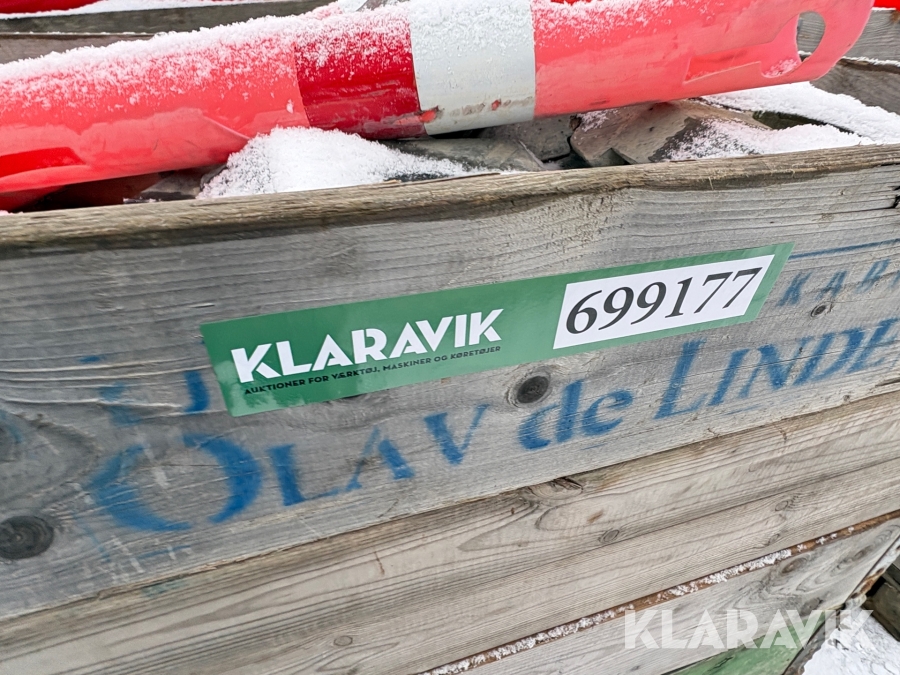 KLARAVIK
AUKTIONER FOR VÆRKTØJ, MASKINER OG KØRETØJER
699177
OLAV de LINDE
KLARAVIK